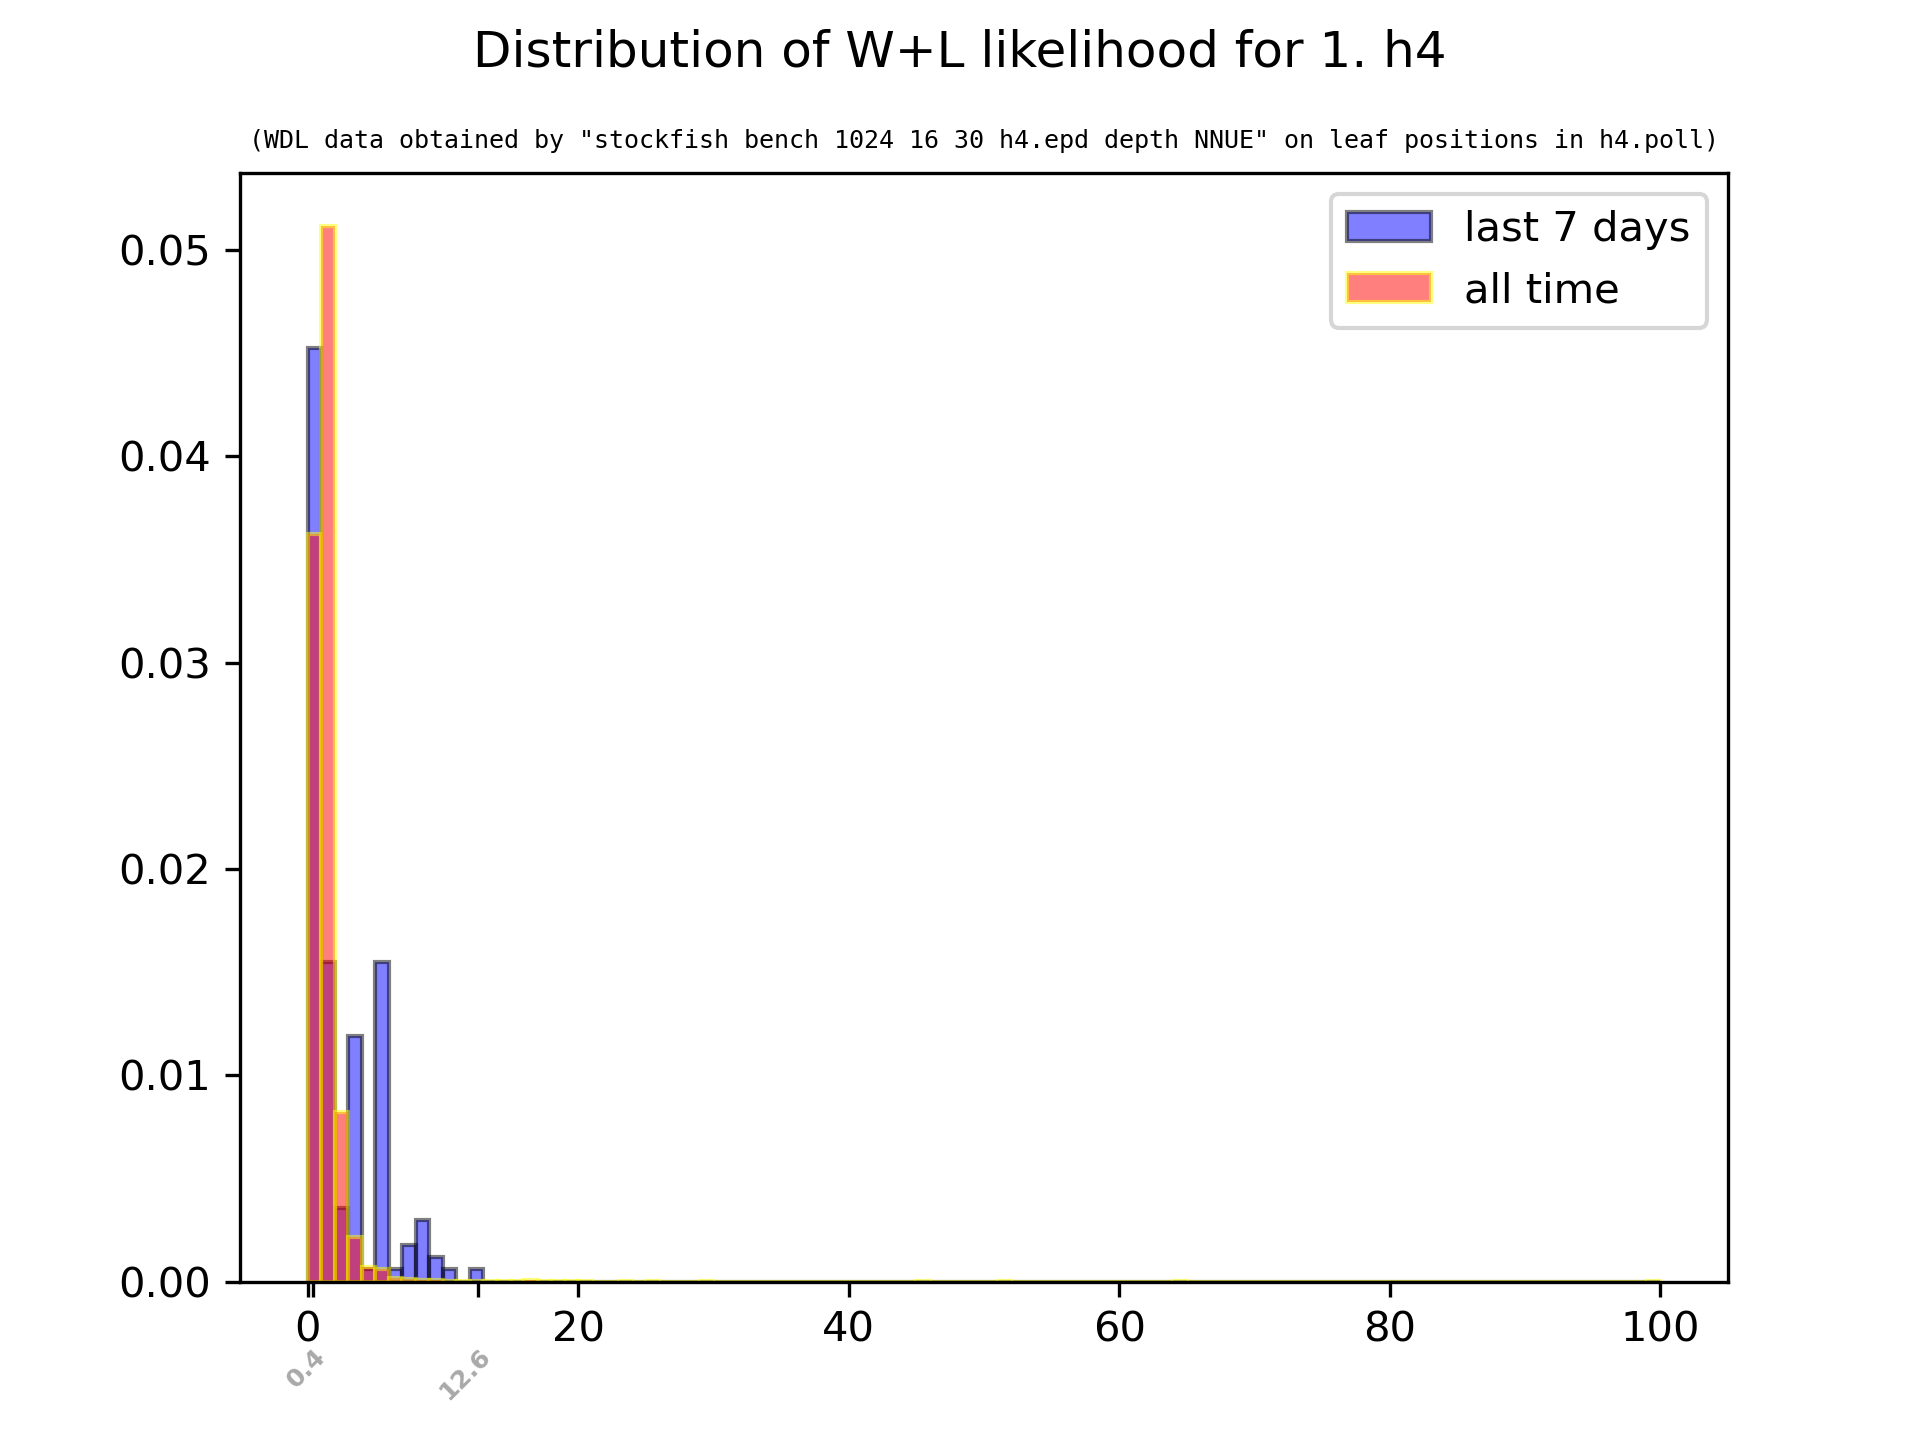 Distribution of W+L likelihood for 1. h4
(WDL data obtained by "stockfish bench 1024 16 30 h4.epd depth NNUE" on leaf positions in h4.poll)
last 7 days
all time
0.05
0.04
0.03
0.02
0.01
0.00
0 20 40 60 80 100
0.4 12.6